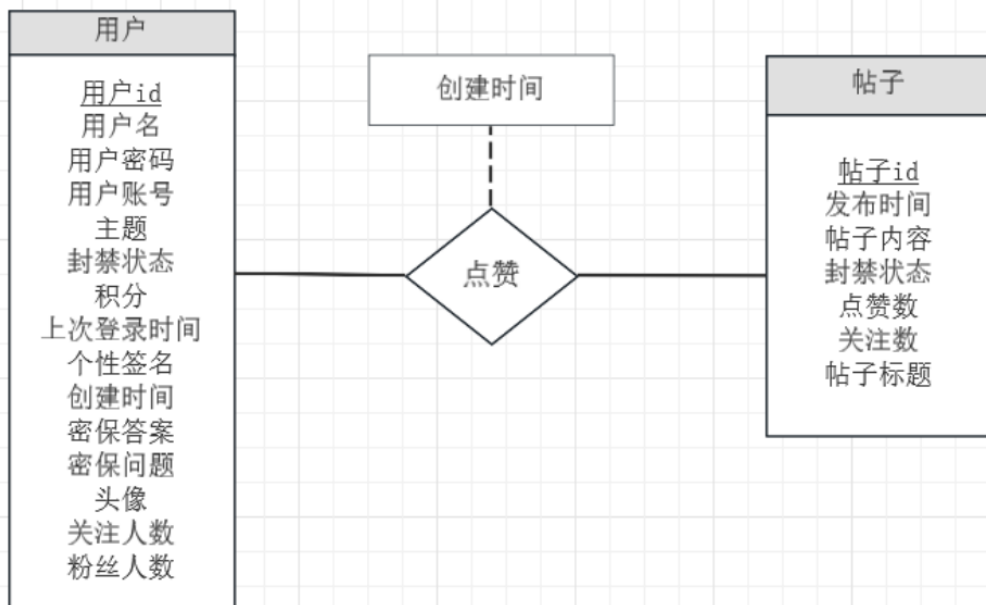 用户
用户id
用户名
用户密码
用户账号
主题
封禁状态
积分
上次登录时间
个性签名
创建时间
密保答案
密保问题
头像
关注人数
粉丝人数
创建时间
点赞
帖子
帖子id
发布时间
帖子内容
封禁状态
点赞数
关注数
帖子标题